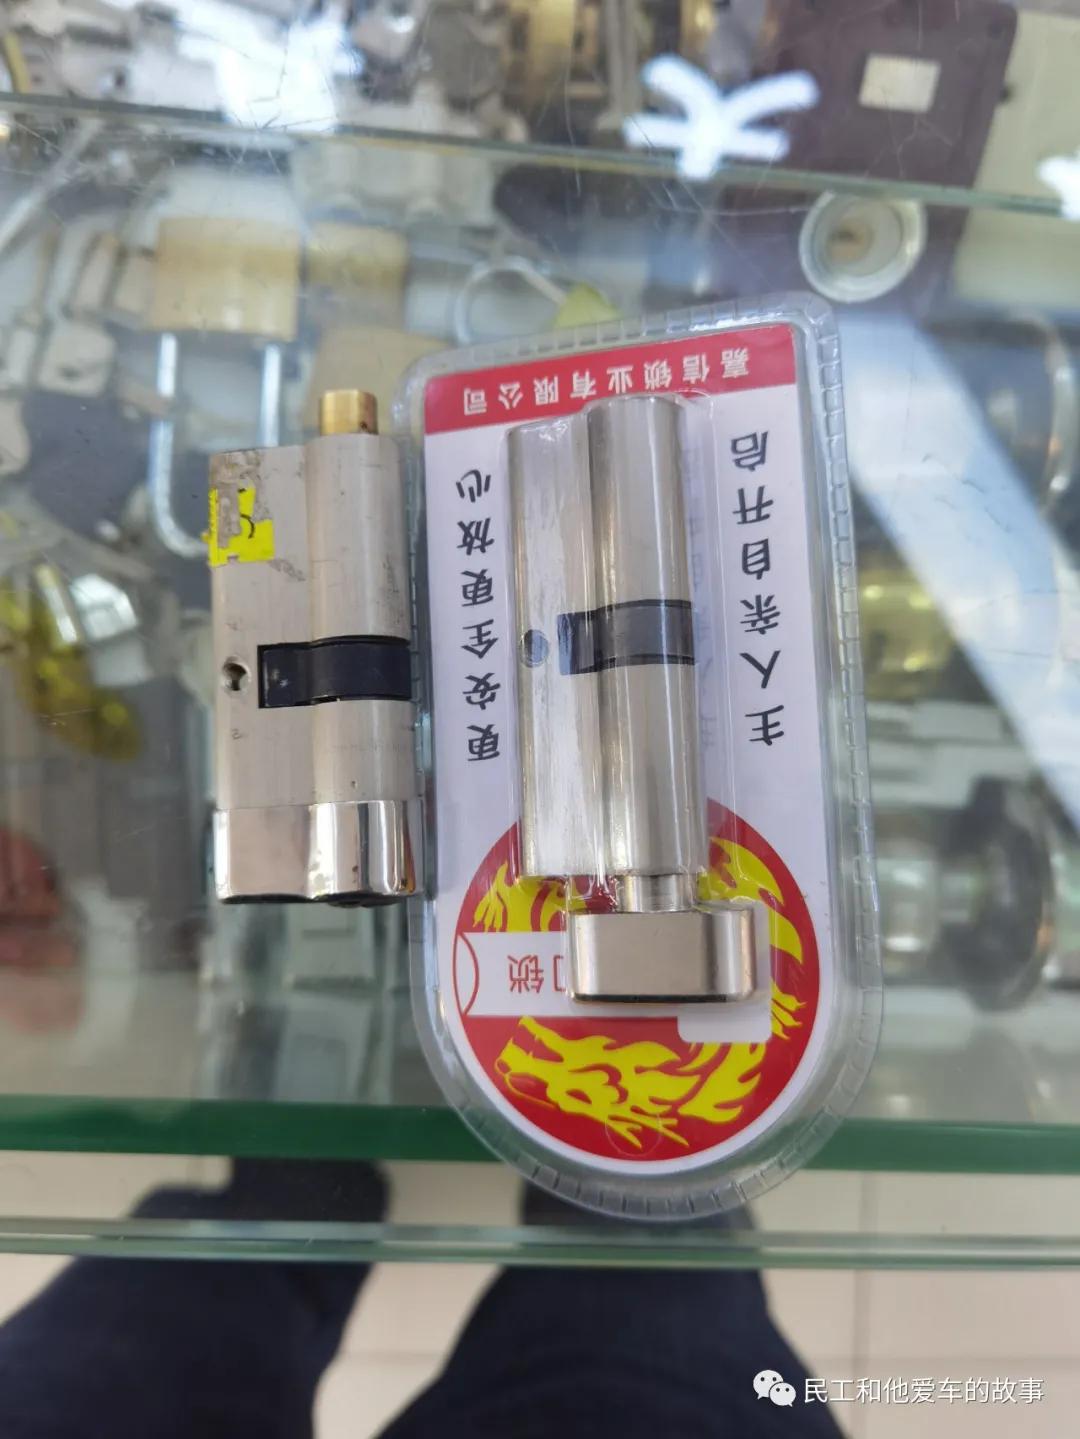 嘉信锁业有限公司
主人亲自开启
更安全更放心
门锁
民工和他爱车的故事